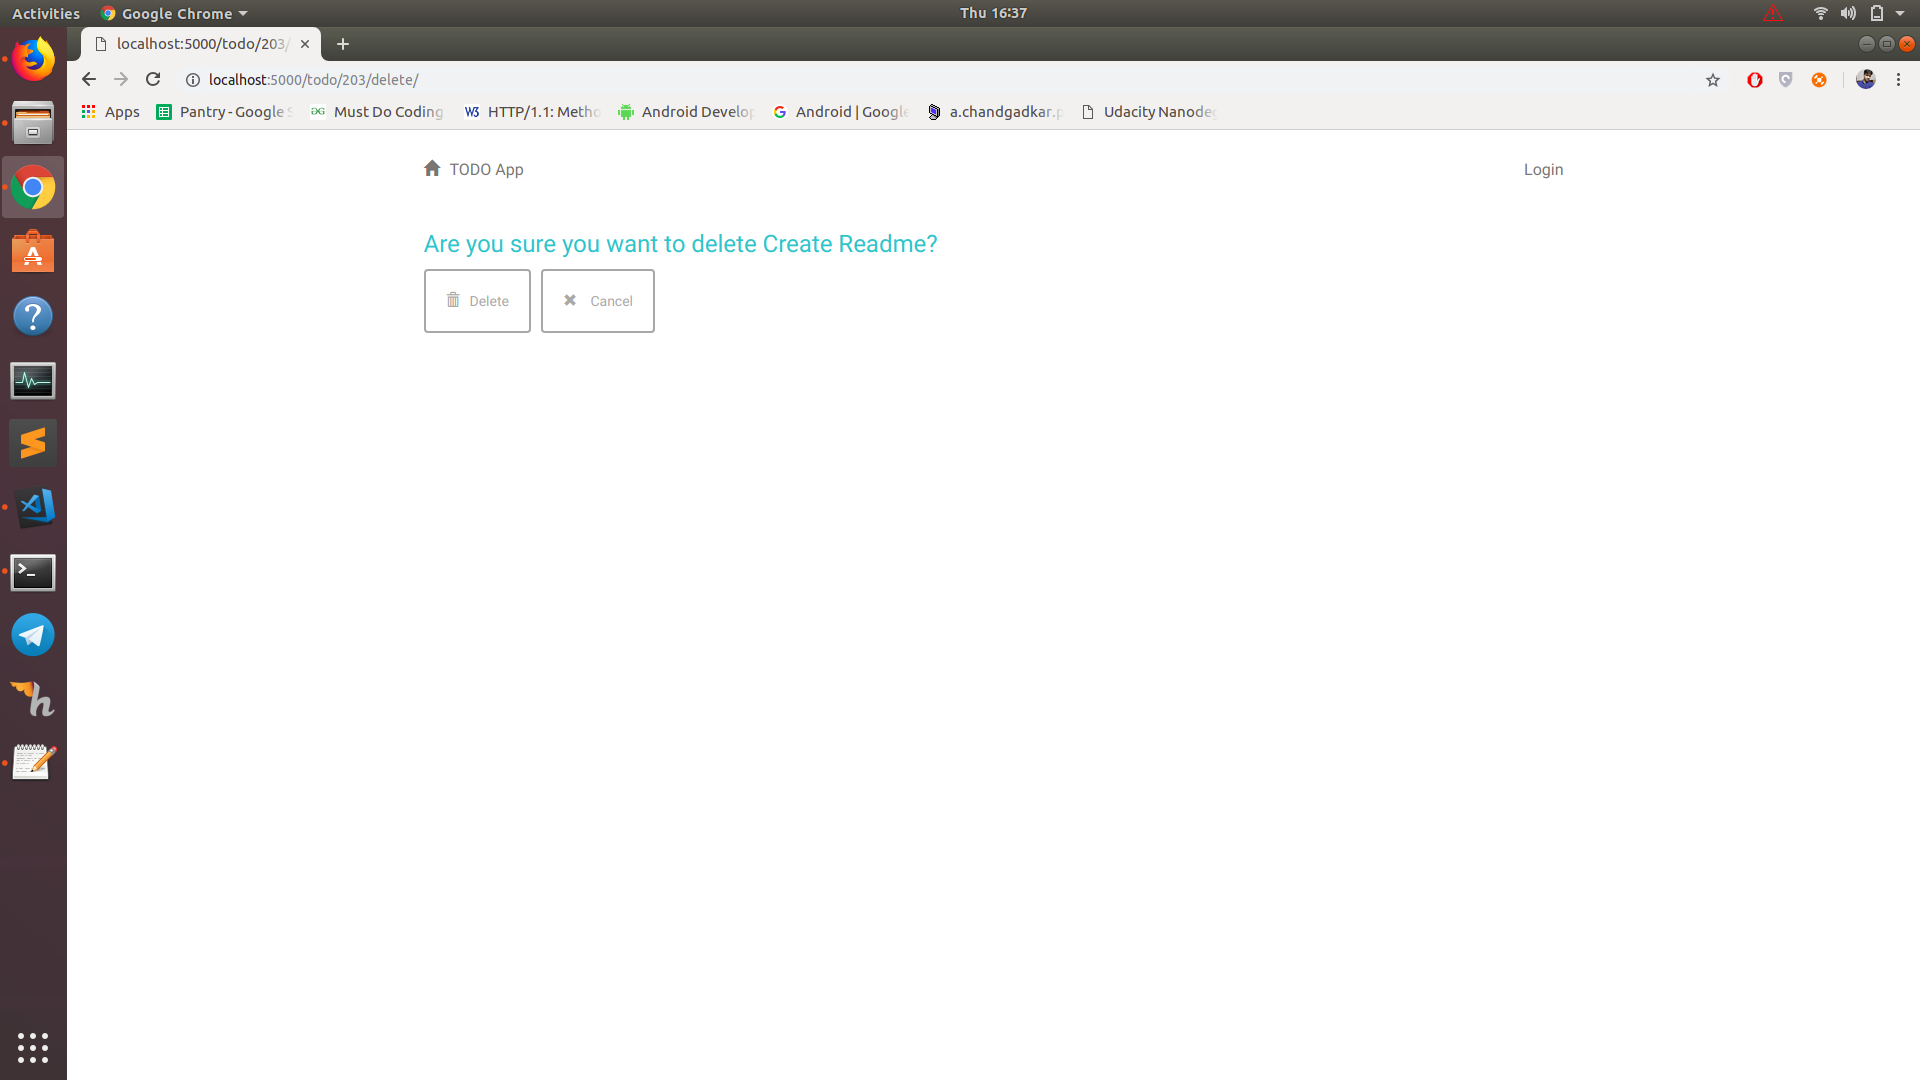 Activities Google Chrome Thu 16:37
localhost:5000/todo/203/
localhost:5000/todo/203/delete/
Apps Pantry - Google Must Do Coding HTTP/1.1: Metho Android Develop Android | Google a.chandgadkar.p Udacity Nanode
TODO App Login
Are you sure you want to delete Create Readme?
Delete Cancel